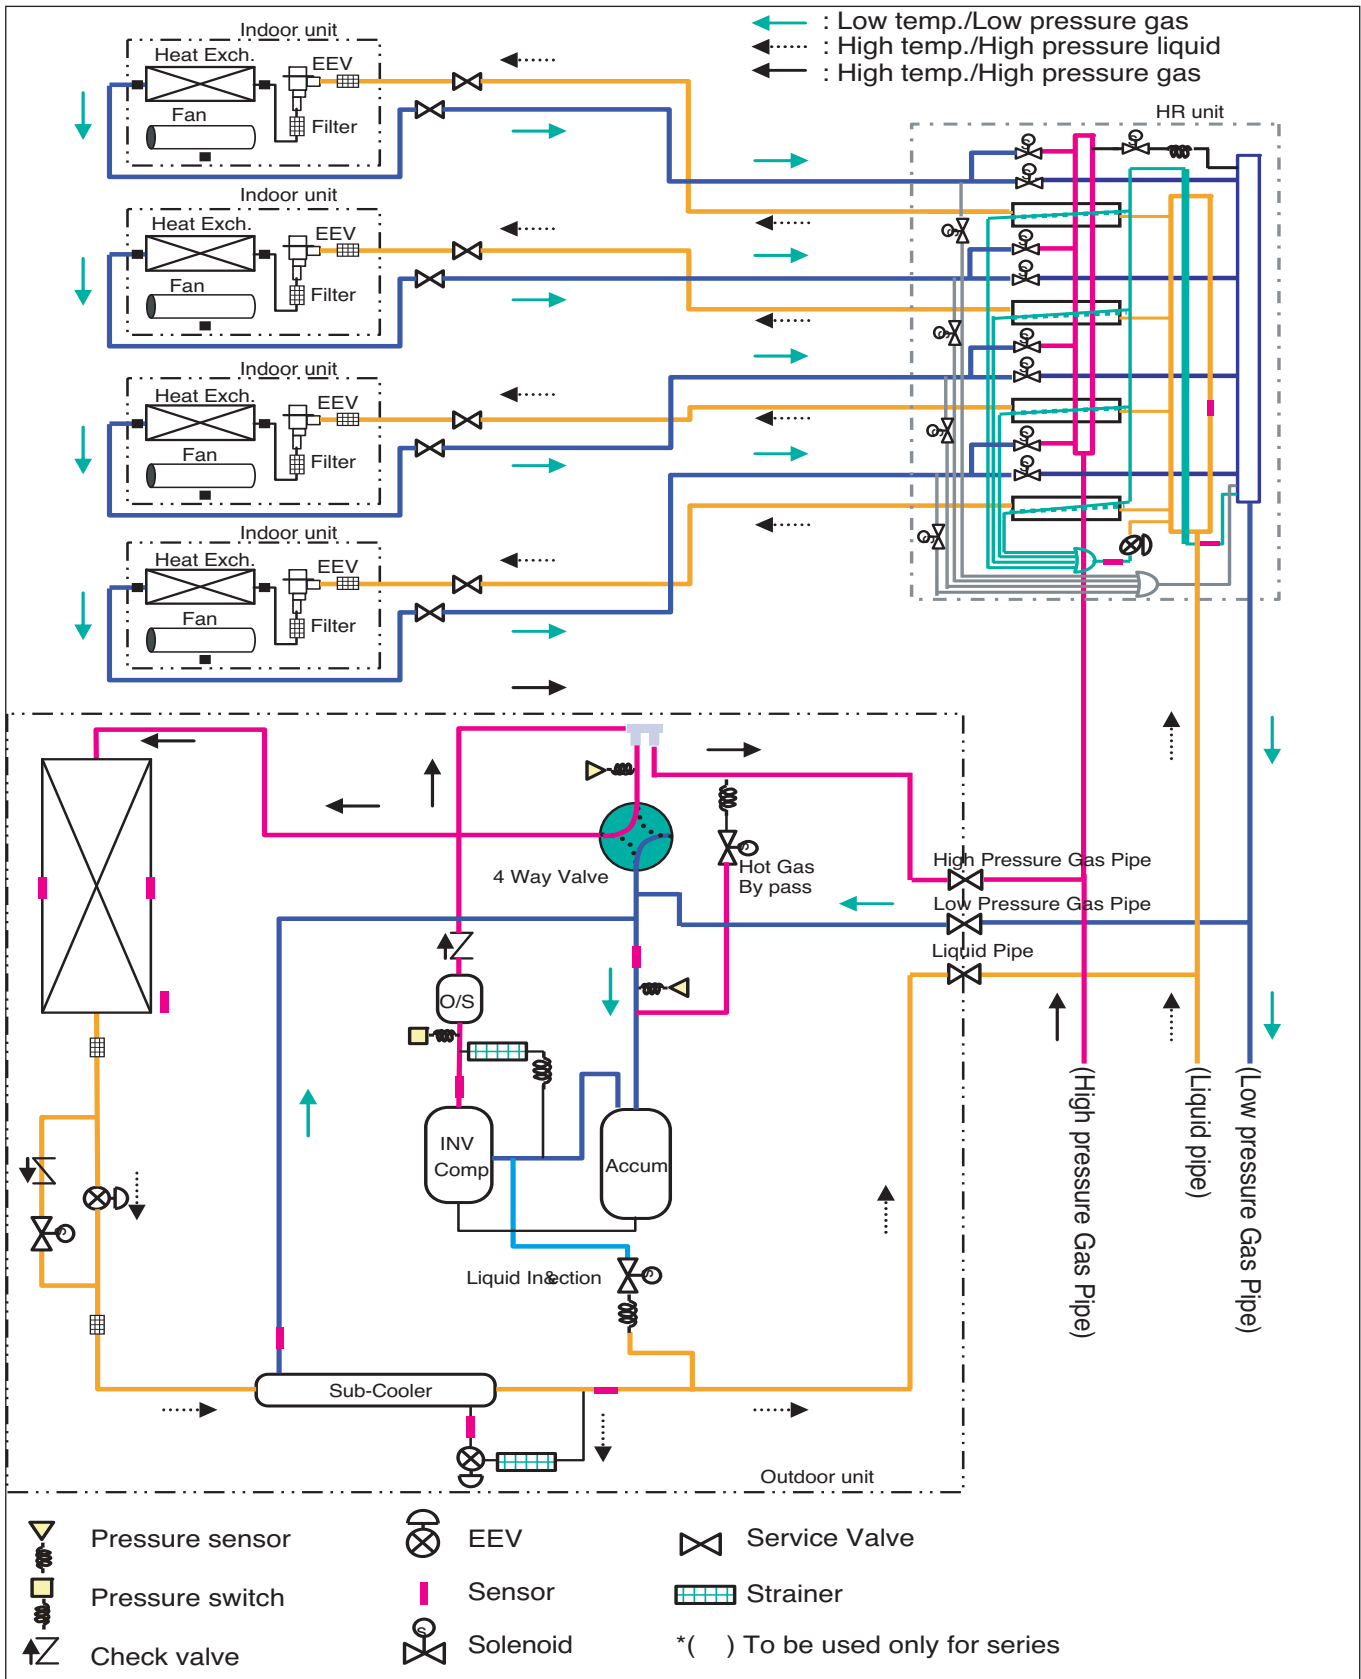 : Low temp./Low pressure gas
: High temp./High pressure liquid
: High temp./High pressure gas
Indoor unit
Heat Exch.
EEV
Fan
Filter
HR unit
Indoor unit
Heat Exch.
EEV
Fan
Filter
Indoor unit
Heat Exch.
EEV
Fan
Filter
Indoor unit
Heat Exch.
EEV
Fan
Filter
4 Way Valve
Hot Gas
By pass
High Pressure Gas Pipe
Low Pressure Gas Pipe
Liquid Pipe
O/S
INV
Comp
Accum
(High pressure Gas Pipe)
(Liquid pipe)
(Low pressure Gas Pipe)
Sub-Cooler
Outdoor unit
Pressure sensor
EEV
Service Valve
Pressure switch
Sensor
Strainer
Check valve
Solenoid
*( ) To be used only for series